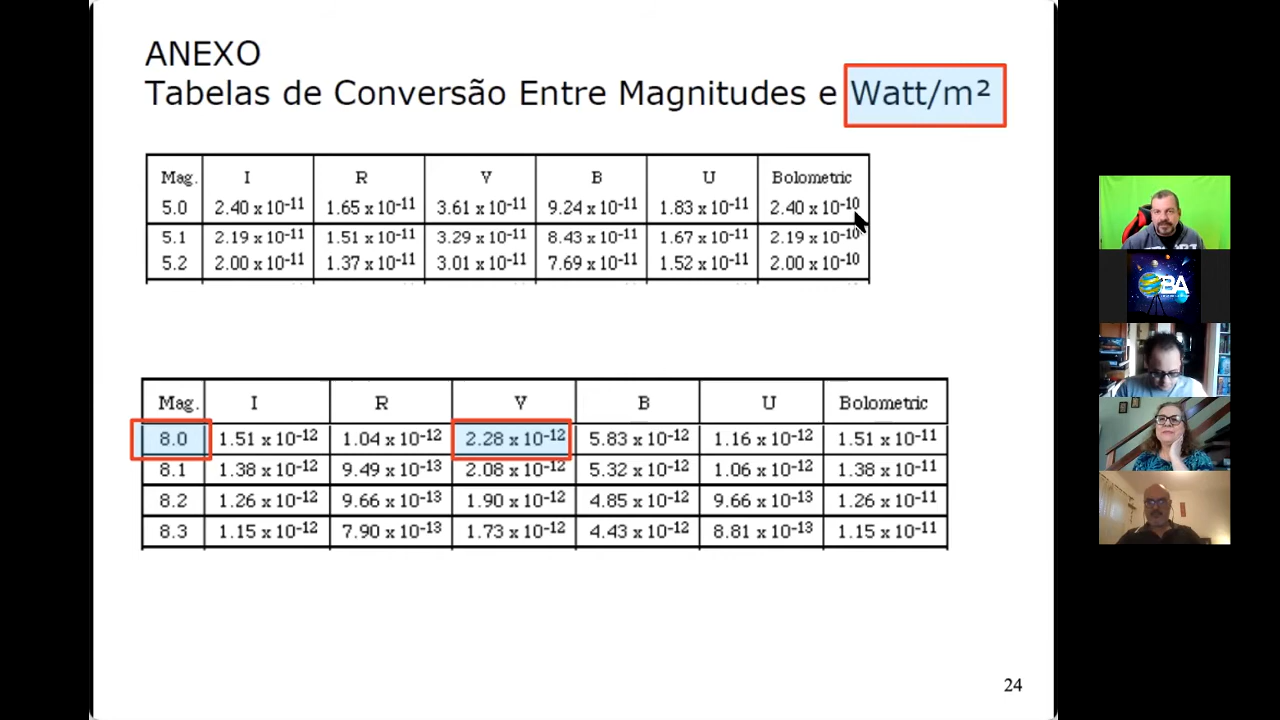 ANEXO
Tabelas de Conversão Entre Magnitudes e Watt/m²
Mag. I R V B U Bolometric
5.0 2.40 x 10⁻¹¹ 1.65 x 10⁻¹¹ 3.61 x 10⁻¹¹ 9.24 x 10⁻¹¹ 1.83 x 10⁻¹¹ 2.40 x 10⁻¹⁰
5.1 2.19 x 10⁻¹¹ 1.51 x 10⁻¹¹ 3.29 x 10⁻¹¹ 8.43 x 10⁻¹¹ 1.67 x 10⁻¹¹ 2.19 x 10⁻¹⁰
5.2 2.00 x 10⁻¹¹ 1.37 x 10⁻¹¹ 3.01 x 10⁻¹¹ 7.69 x 10⁻¹¹ 1.52 x 10⁻¹¹ 2.00 x 10⁻¹⁰
Mag. I R V B U Bolometric
8.0 1.51 x 10⁻¹² 1.04 x 10⁻¹² 2.28 x 10⁻¹² 5.83 x 10⁻¹² 1.16 x 10⁻¹² 1.51 x 10⁻¹¹
8.1 1.38 x 10⁻¹² 9.49 x 10⁻¹³ 2.08 x 10⁻¹² 5.32 x 10⁻¹² 1.06 x 10⁻¹² 1.38 x 10⁻¹¹
8.2 1.26 x 10⁻¹² 9.66 x 10⁻¹³ 1.90 x 10⁻¹² 4.85 x 10⁻¹² 9.66 x 10⁻¹³ 1.26 x 10⁻¹¹
8.3 1.15 x 10⁻¹² 7.90 x 10⁻¹³ 1.73 x 10⁻¹² 4.43 x 10⁻¹² 8.81 x 10⁻¹³ 1.15 x 10⁻¹¹
24
OBA